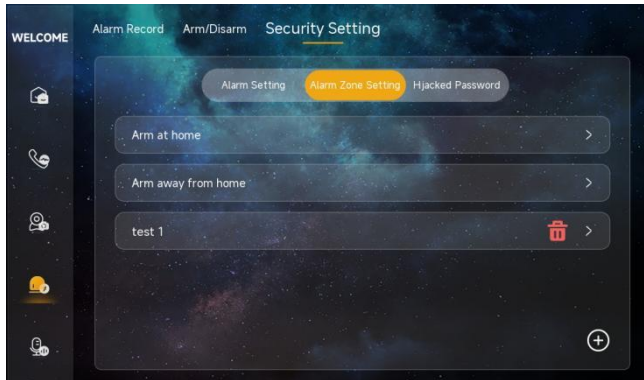 WELCOME
Alarm Record Arm/Disarm Security Setting
Alarm Setting Alarm Zone Setting Hjacked Password
Arm at home
Arm away from home
test 1